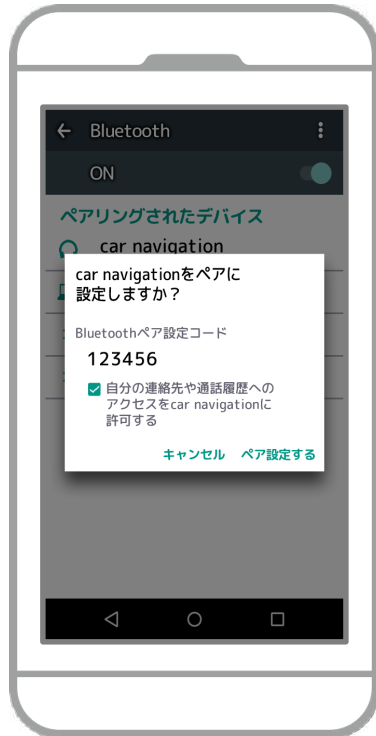 Bluetooth
ON
ペアリングされたデバイス
car navigation
car navigationをペアに
設定しますか？
Bluetoothペア設定コード
123456
自分の連絡先や通話履歴への
アクセスをcar navigationに
許可する
キャンセル ペア設定する